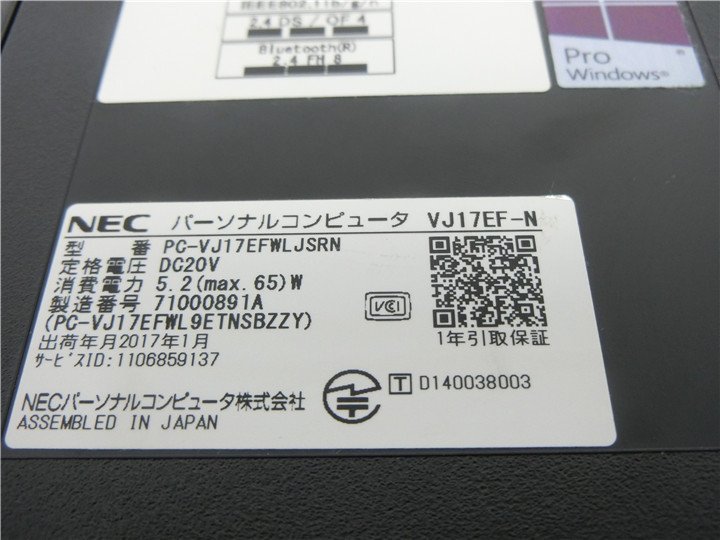 IEEE802.11b/g/n
2.4 DS / OF 4
Bluetooth(R)
2.4 FH 8
Pro
Windows®
NEC パーソナルコンピュータ VJ17EF-N
型 番 PC-VJ17EFWLJSRN
定格電圧 DC20V
消費電力 5.2(max.65)W
製造番号 71000891A
(PC-VJ17EFWL9ETNSBZZY)
出荷年月2017年1月
サービスID:1106859137
VCCI
1年引取保証
NECパーソナルコンピュータ株式会社
T D140038003
ASSEMBLED IN JAPAN